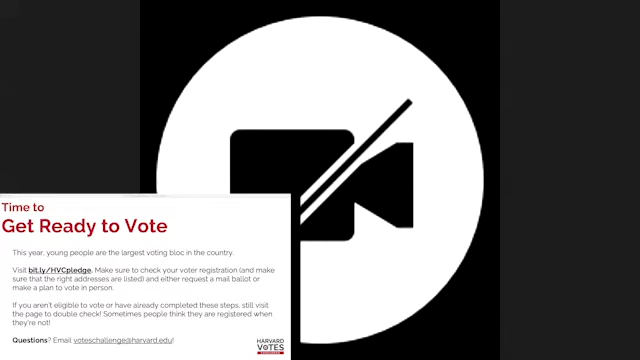 Time to
Get Ready to Vote
This year, young people are the largest voting bloc in the country.
Visit bit.ly/HVCpledge. Make sure to check your voter registration (and make
sure that the right addresses are listed) and either request a mail ballot or
make a plan to vote in person.
If you aren't eligible to vote or have already completed these steps, still visit
the page to double check! Sometimes people think they are registered when
they're not!
Questions? Email voteschallenge@harvard.edu!
HARVARD
VOTES